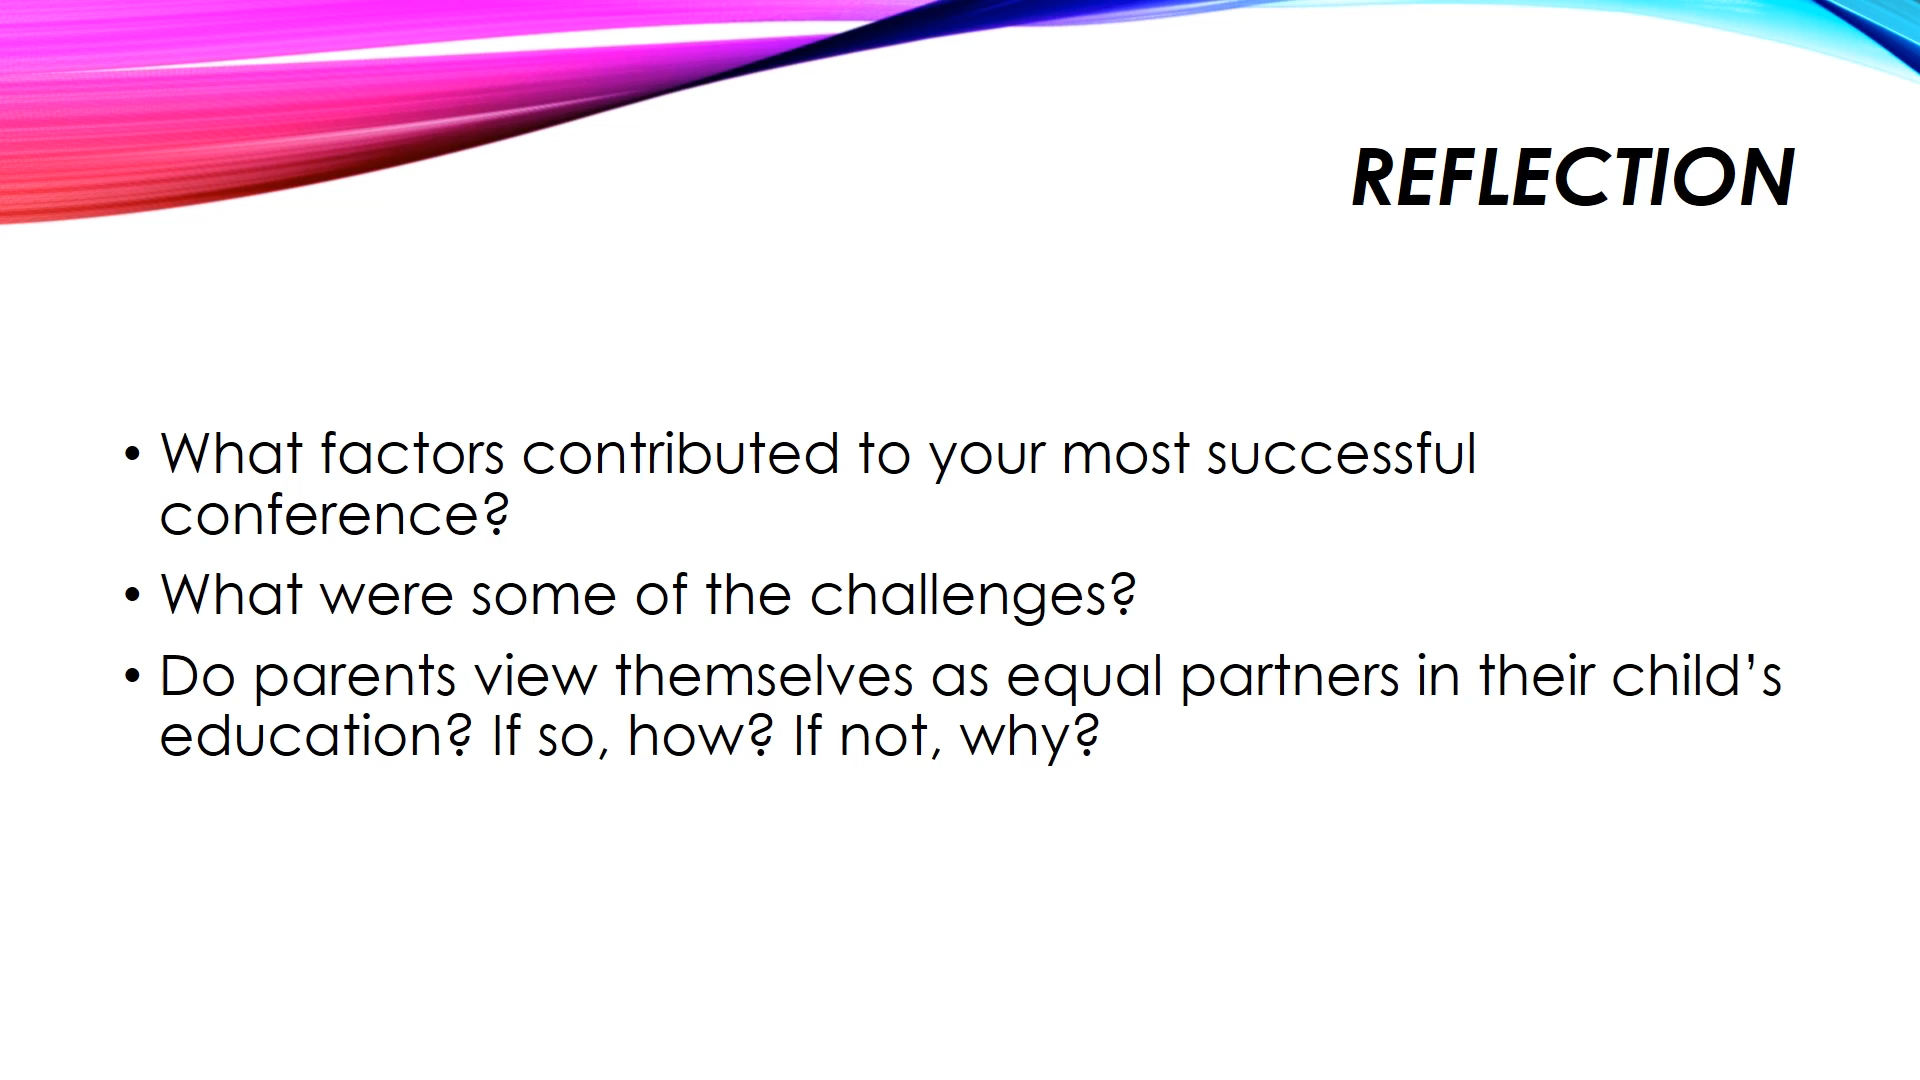 REFLECTION
• What factors contributed to your most successful
conference?
• What were some of the challenges?
• Do parents view themselves as equal partners in their child’s
education? If so, how? If not, why?